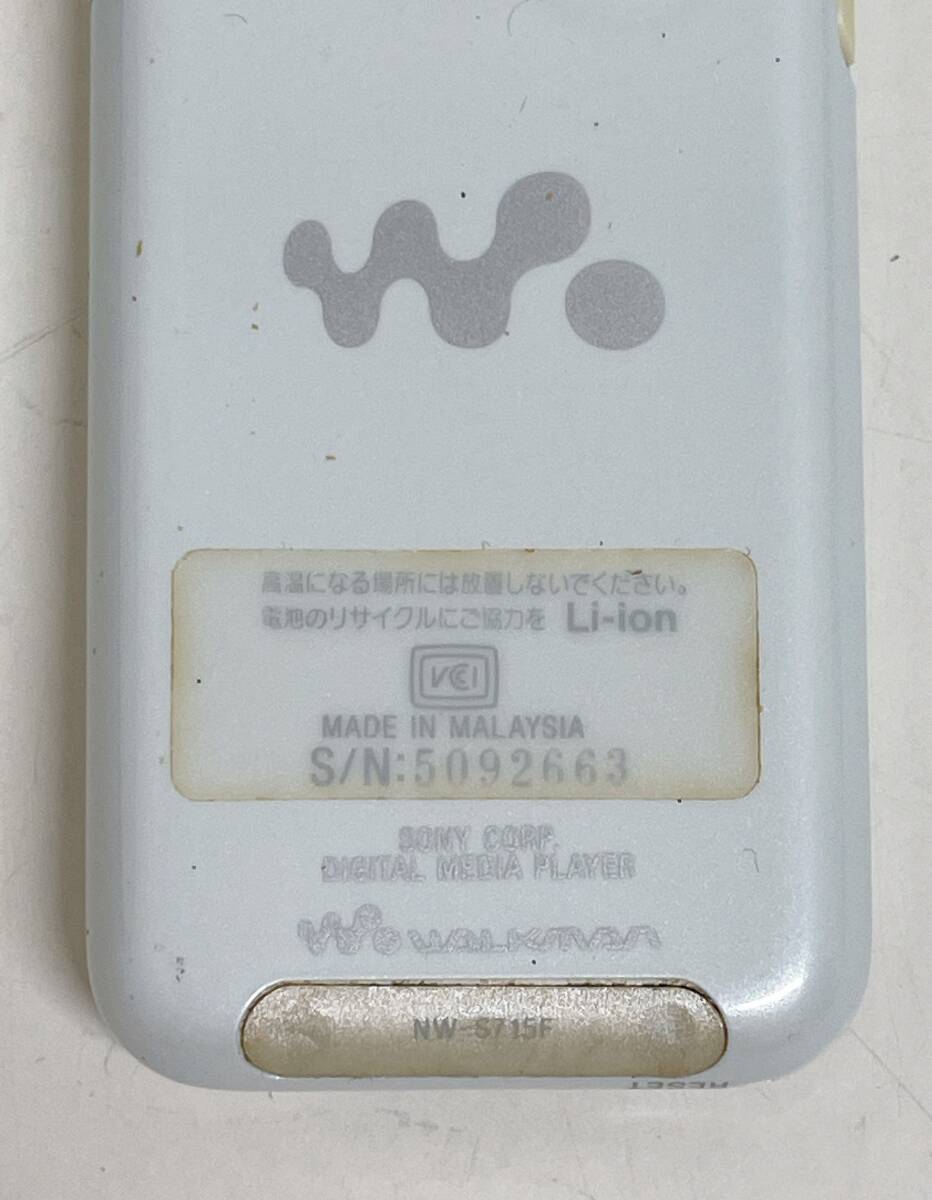 高温になる場所には放置しないでください。
電池のリサイクルにご協力を Li-ion
VCCI
MADE IN MALAYSIA
S/N:5092663
SONY CORP.
DIGITAL MEDIA PLAYER
WALKMAN
NW-S715F
RESET